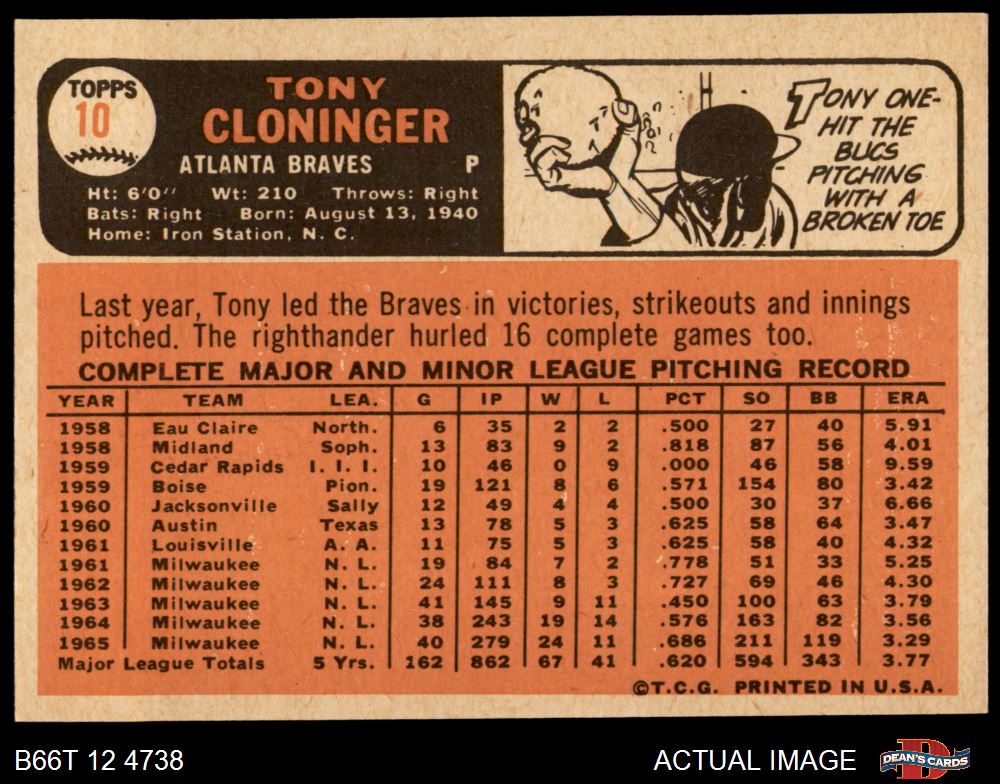 TOPPS
10
TONY
CLONINGER
ATLANTA BRAVES P
Ht: 6'0" Wt: 210 Throws: Right
Bats: Right Born: August 13, 1940
Home: Iron Station, N. C.
TONY ONE-
HIT THE
BUCS
PITCHING
WITH A
BROKEN TOE
Last year, Tony led the Braves in victories, strikeouts and innings
pitched. The righthander hurled 16 complete games too.
COMPLETE MAJOR AND MINOR LEAGUE PITCHING RECORD
YEAR TEAM LEA. G IP W L PCT SO BB ERA
1958 Eau Claire North. 6 35 2 2 .500 27 40 5.91
1958 Midland Soph. 13 83 9 2 .818 87 56 4.01
1959 Cedar Rapids I. I. I. 10 46 0 9 .000 46 58 9.59
1959 Boise Pion. 19 121 8 6 .571 154 80 3.42
1960 Jacksonville Sally 12 49 4 4 .500 30 37 6.66
1960 Austin Texas 13 78 5 3 .625 58 64 3.47
1961 Louisville A. A. 11 75 5 3 .625 58 40 4.32
1961 Milwaukee N. L. 19 84 7 2 .778 51 33 5.25
1962 Milwaukee N. L. 24 111 8 3 .727 69 46 4.30
1963 Milwaukee N. L. 41 145 9 11 .450 100 63 3.79
1964 Milwaukee N. L. 38 243 19 14 .576 163 82 3.56
1965 Milwaukee N. L. 40 279 24 11 .686 211 119 3.29
Major League Totals 5 Yrs. 162 862 67 41 .620 594 343 3.77
©T.C.G. PRINTED IN U.S.A.
B66T 12 4738 ACTUAL IMAGE DEAN'S CARDS